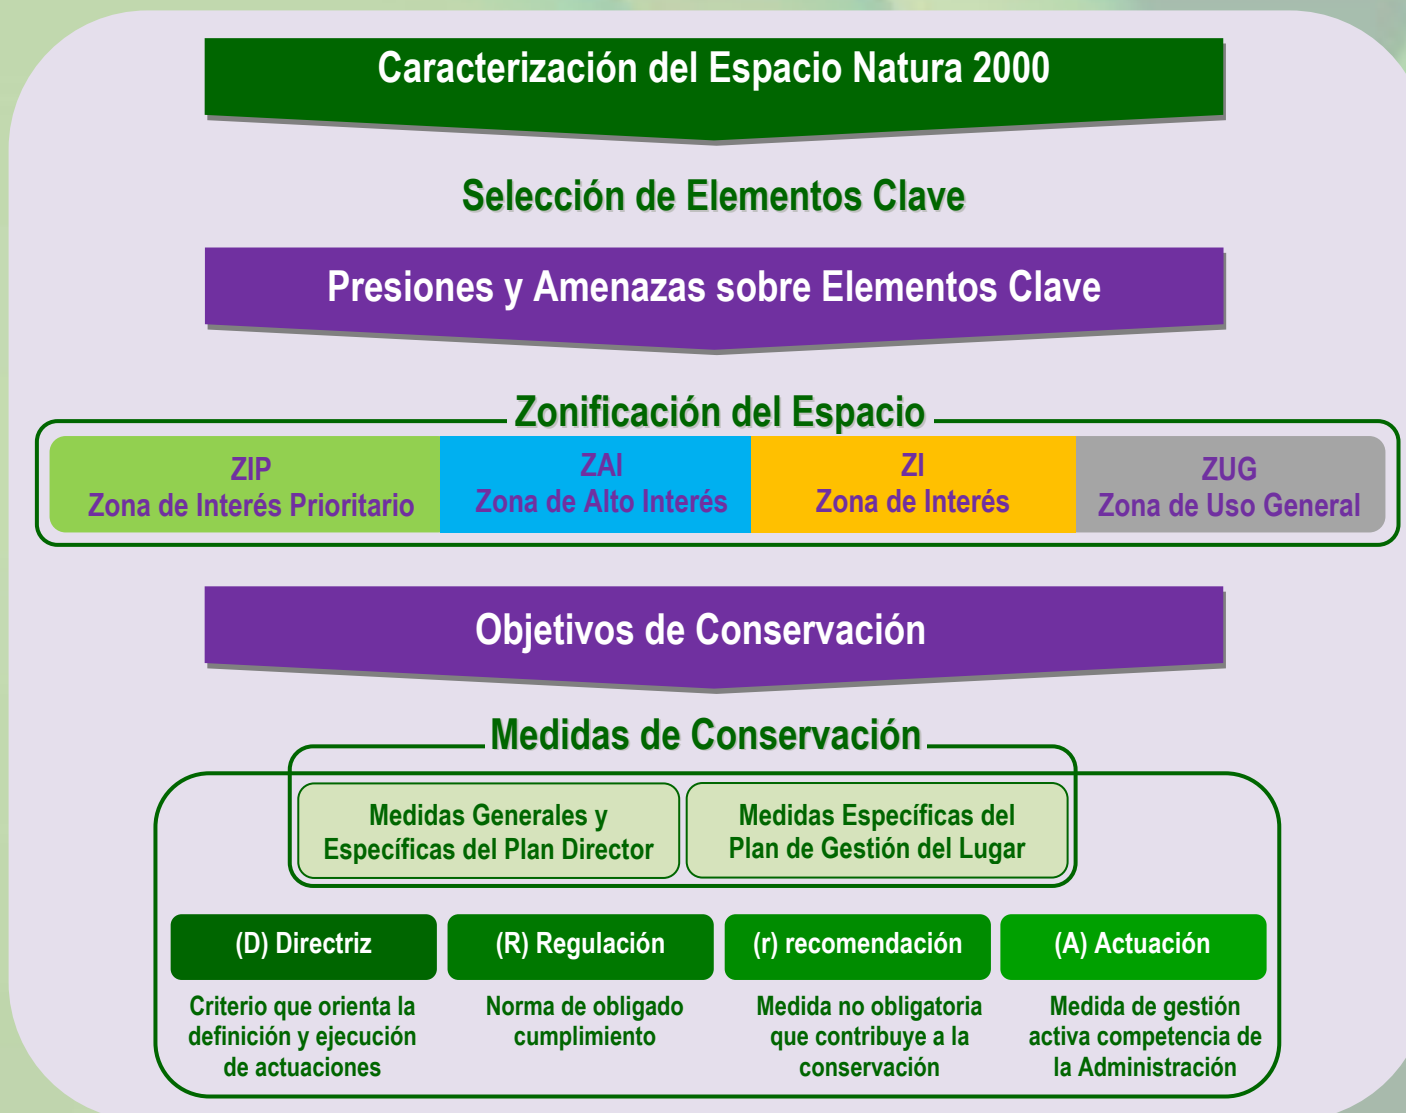 Caracterización del Espacio Natura 2000
Selección de Elementos Clave
Presiones y Amenazas sobre Elementos Clave
Zonificación del Espacio
ZIP
Zona de Interés Prioritario
ZAI
Zona de Alto Interés
ZI
Zona de Interés
ZUG
Zona de Uso General
Objetivos de Conservación
Medidas de Conservación
Medidas Generales y
Específicas del Plan Director
Medidas Específicas del
Plan de Gestión del Lugar
(D) Directriz
Criterio que orienta la
definición y ejecución
de actuaciones
(R) Regulación
Norma de obligado
cumplimiento
(r) recomendación
Medida no obligatoria
que contribuye a la
conservación
(A) Actuación
Medida de gestión
activa competencia de
la Administración